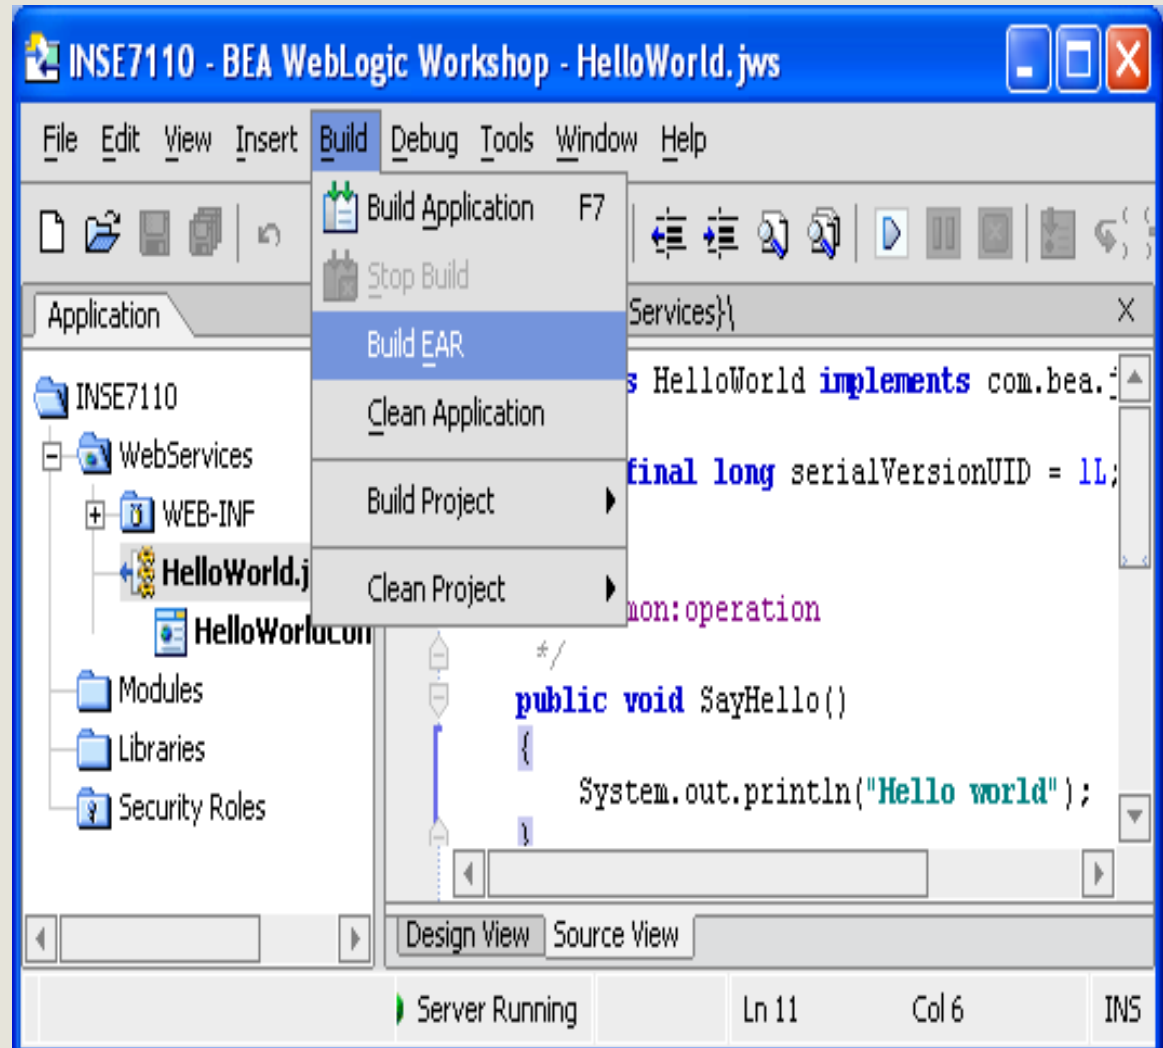 INSE7110 - BEA WebLogic Workshop - HelloWorld.jws
File Edit View Insert Build Debug Tools Window Help
Build Application F7
Stop Build
Build EAR
Clean Application
Build Project
Clean Project
Application
INSE7110
WebServices
WEB-INF
HelloWorld.j
HelloWorldCon
Modules
Libraries
Security Roles
Services}\
s HelloWorld implements com.bea.j
final long serialVersionUID = 1L;
mon:operation
*/
public void SayHello()
{
System.out.println("Hello world");
}
Design View Source View
Server Running Ln 11 Col 6 INS